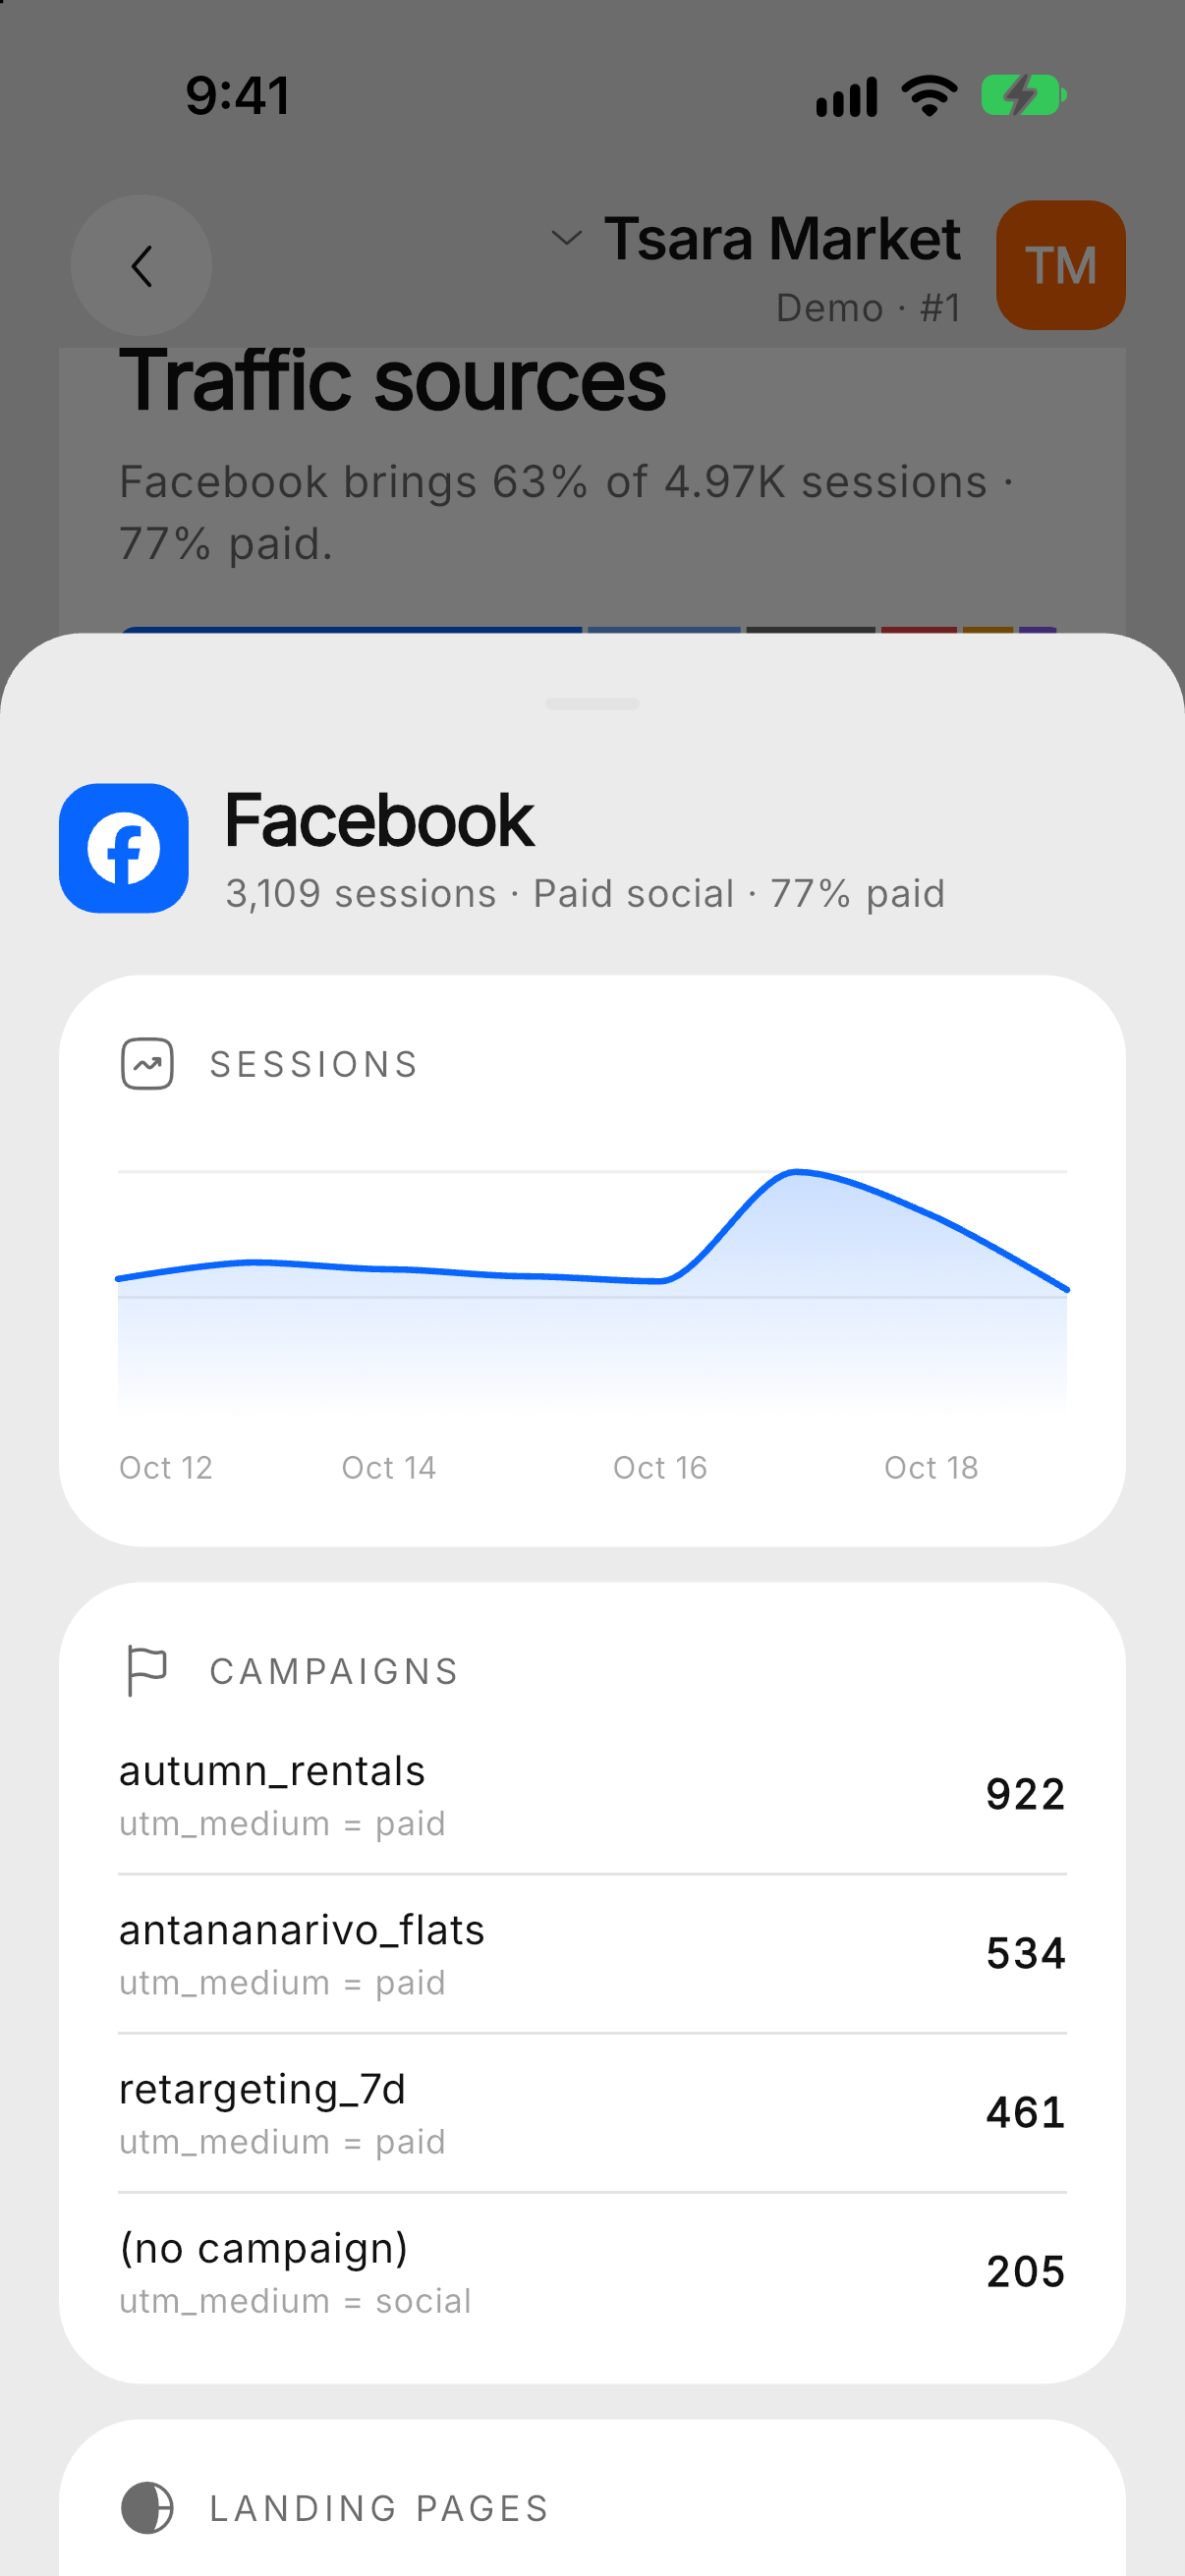 9:41
Tsara Market
TM
Demo · #1
Traffic sources
Facebook brings 63% of 4.97K sessions ·
77% paid.
Facebook
3,109 sessions · Paid social · 77% paid
SESSIONS
Oct 12 Oct 14 Oct 16 Oct 18
CAMPAIGNS
autumn_rentals
922
utm_medium = paid
antananarivo_flats
534
utm_medium = paid
retargeting_7d
461
utm_medium = paid
(no campaign)
205
utm_medium = social
LANDING PAGES